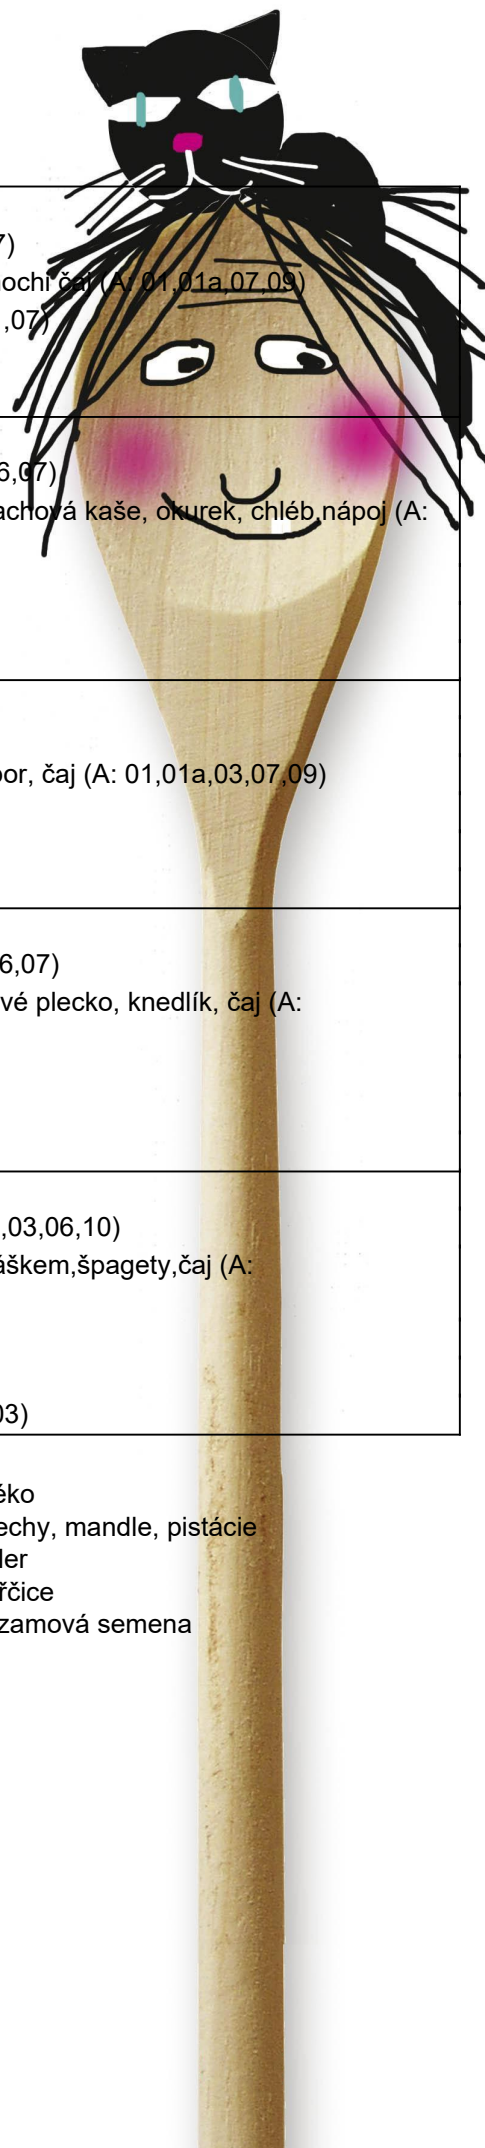 7)
nochi čaj (A: 01,01a,07,09)
,07)
6,07)
achová kaše, okurek, chléb,nápoj (A:
or, čaj (A: 01,01a,03,07,09)
6,07)
vé plecko, knedlík, čaj (A:
,03,06,10)
áškem,špagety,čaj (A:
03)
éko
echy, mandle, pistácie
ler
řčice
zamová semena